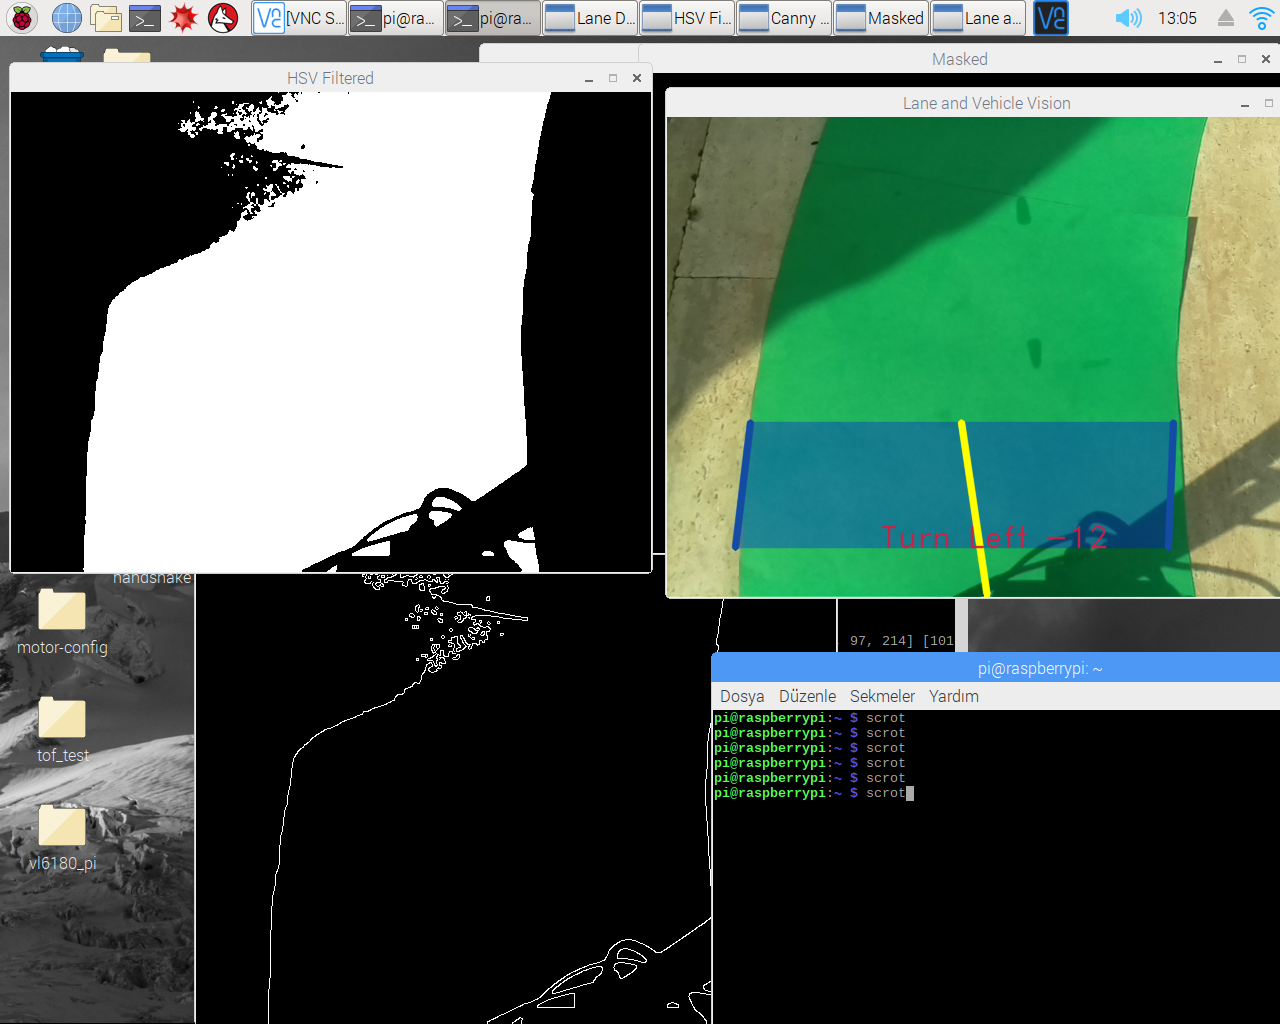 [VNC S...
pi@ra...
pi@ra...
Lane D...
HSV Fi...
Canny ...
Masked
Lane a...
13:05
Masked
HSV Filtered
Lane and Vehicle Vision
Turn Left -12
handshake
motor-config
97, 214] [101
pi@raspberrypi: ~
Dosya Düzenle Sekmeler Yardım
pi@raspberrypi:~ $ scrot
pi@raspberrypi:~ $ scrot
pi@raspberrypi:~ $ scrot
pi@raspberrypi:~ $ scrot
pi@raspberrypi:~ $ scrot
pi@raspberrypi:~ $ scrot
tof_test
vl6180_pi